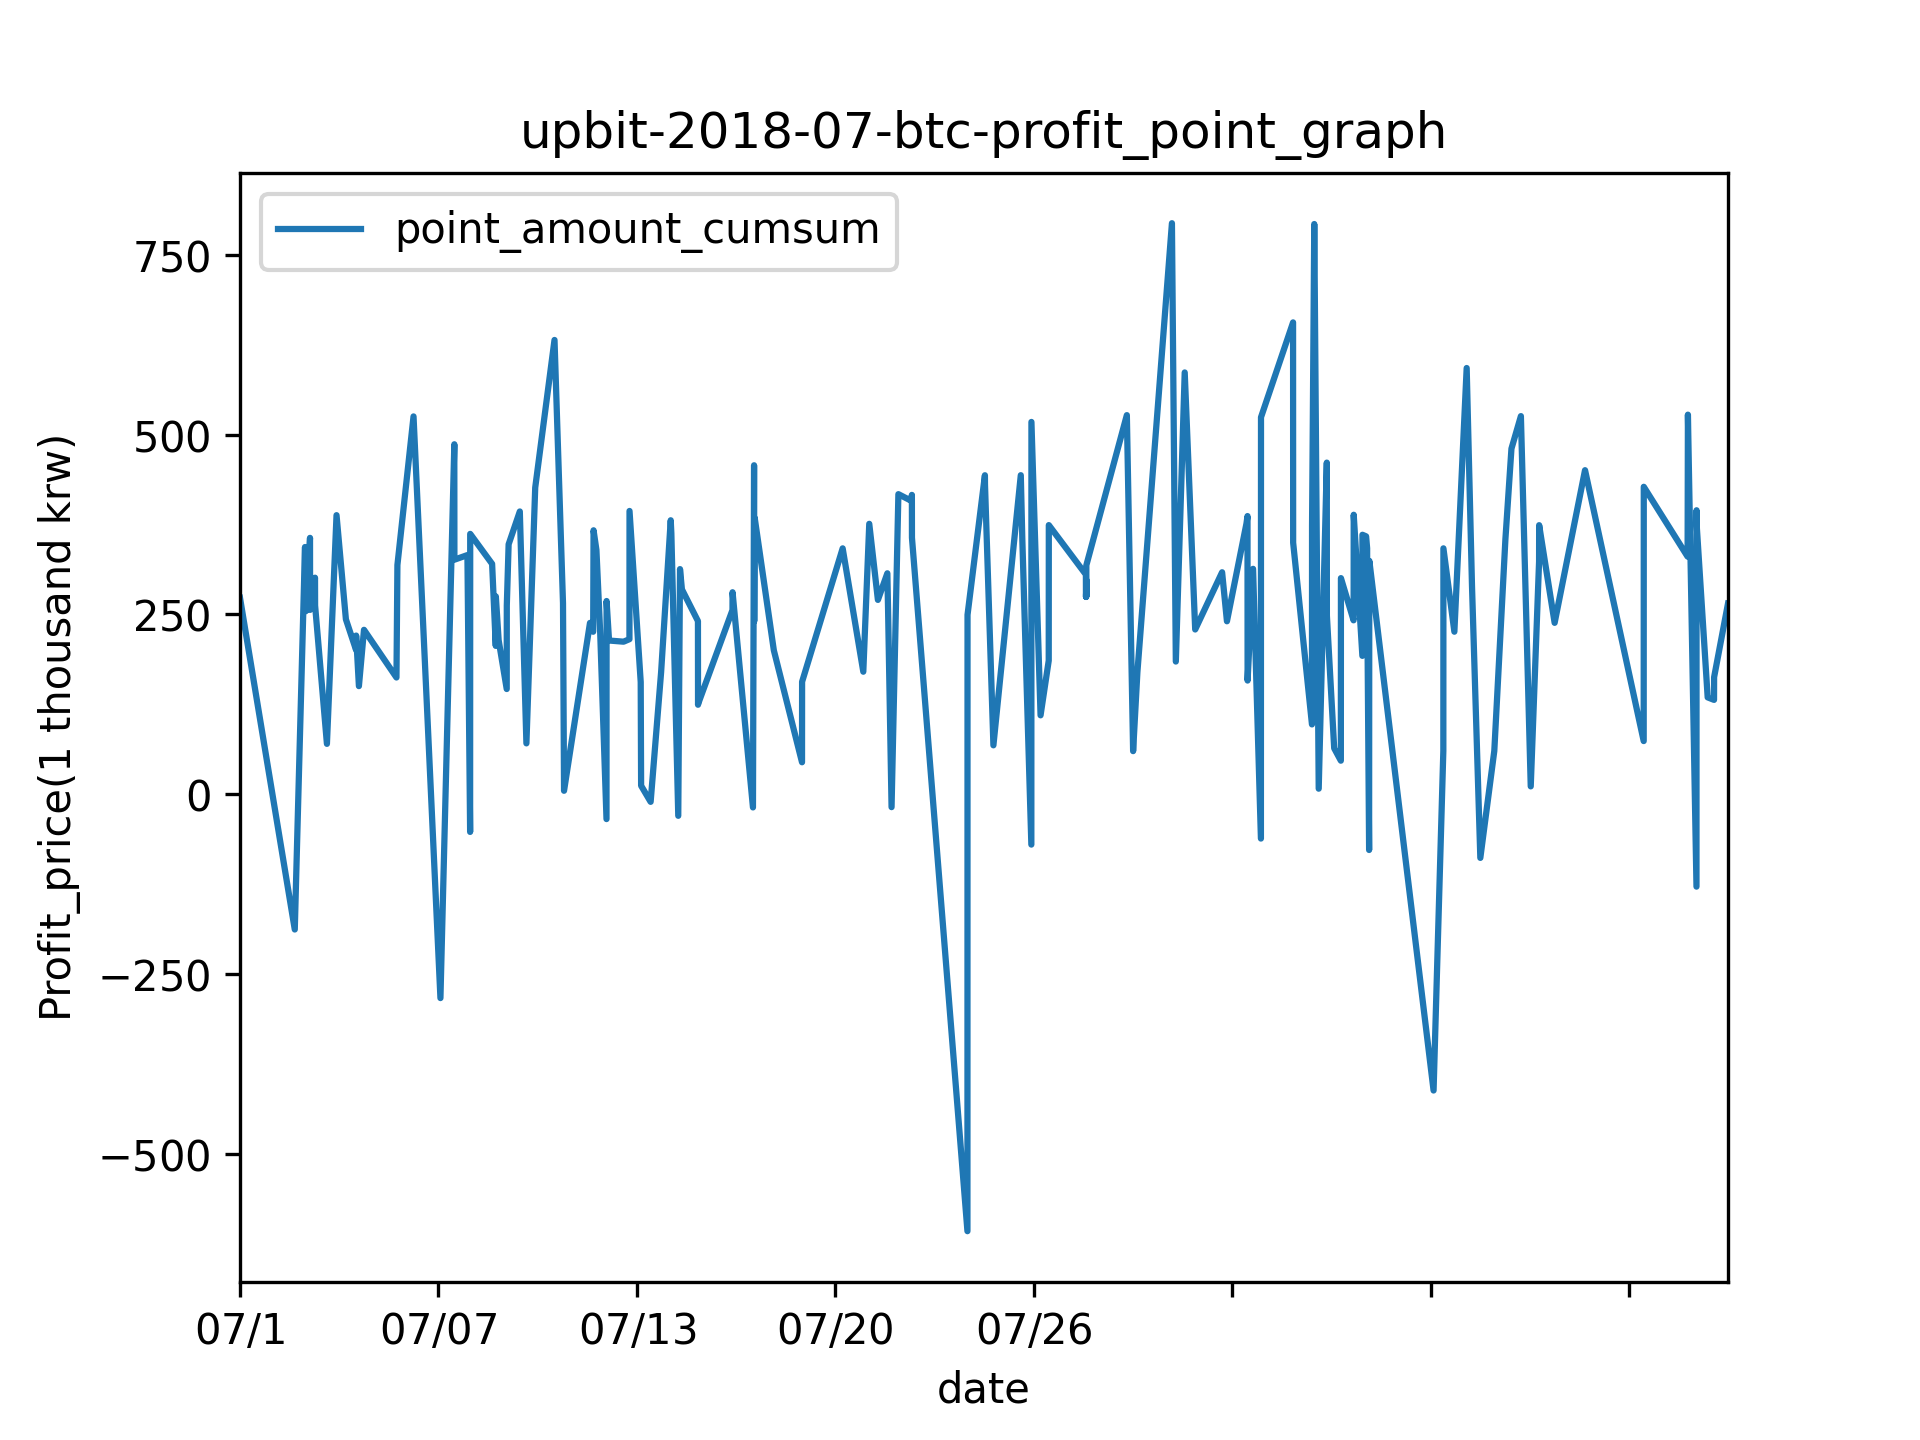 upbit-2018-07-btc-profit_point_graph
point_amount_cumsum
750
500
250
0
−250
−500
Profit_price(1 thousand krw)
07/1 07/07 07/13 07/20 07/26
date